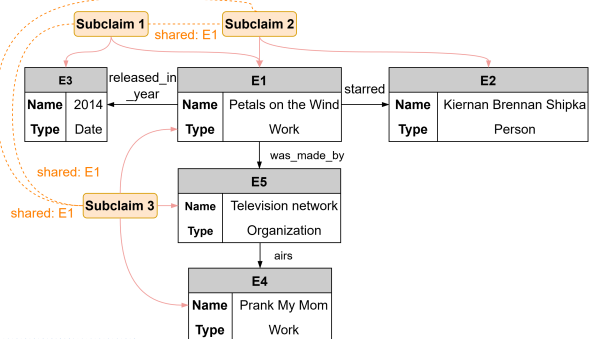 Subclaim 1
Subclaim 2
shared: E1
E3
Name 2014
Type Date
released_in
_year
E1
Name Petals on the Wind
Type Work
starred
E2
Name Kiernan Brennan Shipka
Type Person
was_made_by
shared: E1
E5
Name Television network
Type Organization
Subclaim 3
shared: E1
airs
E4
Name Prank My Mom
Type Work